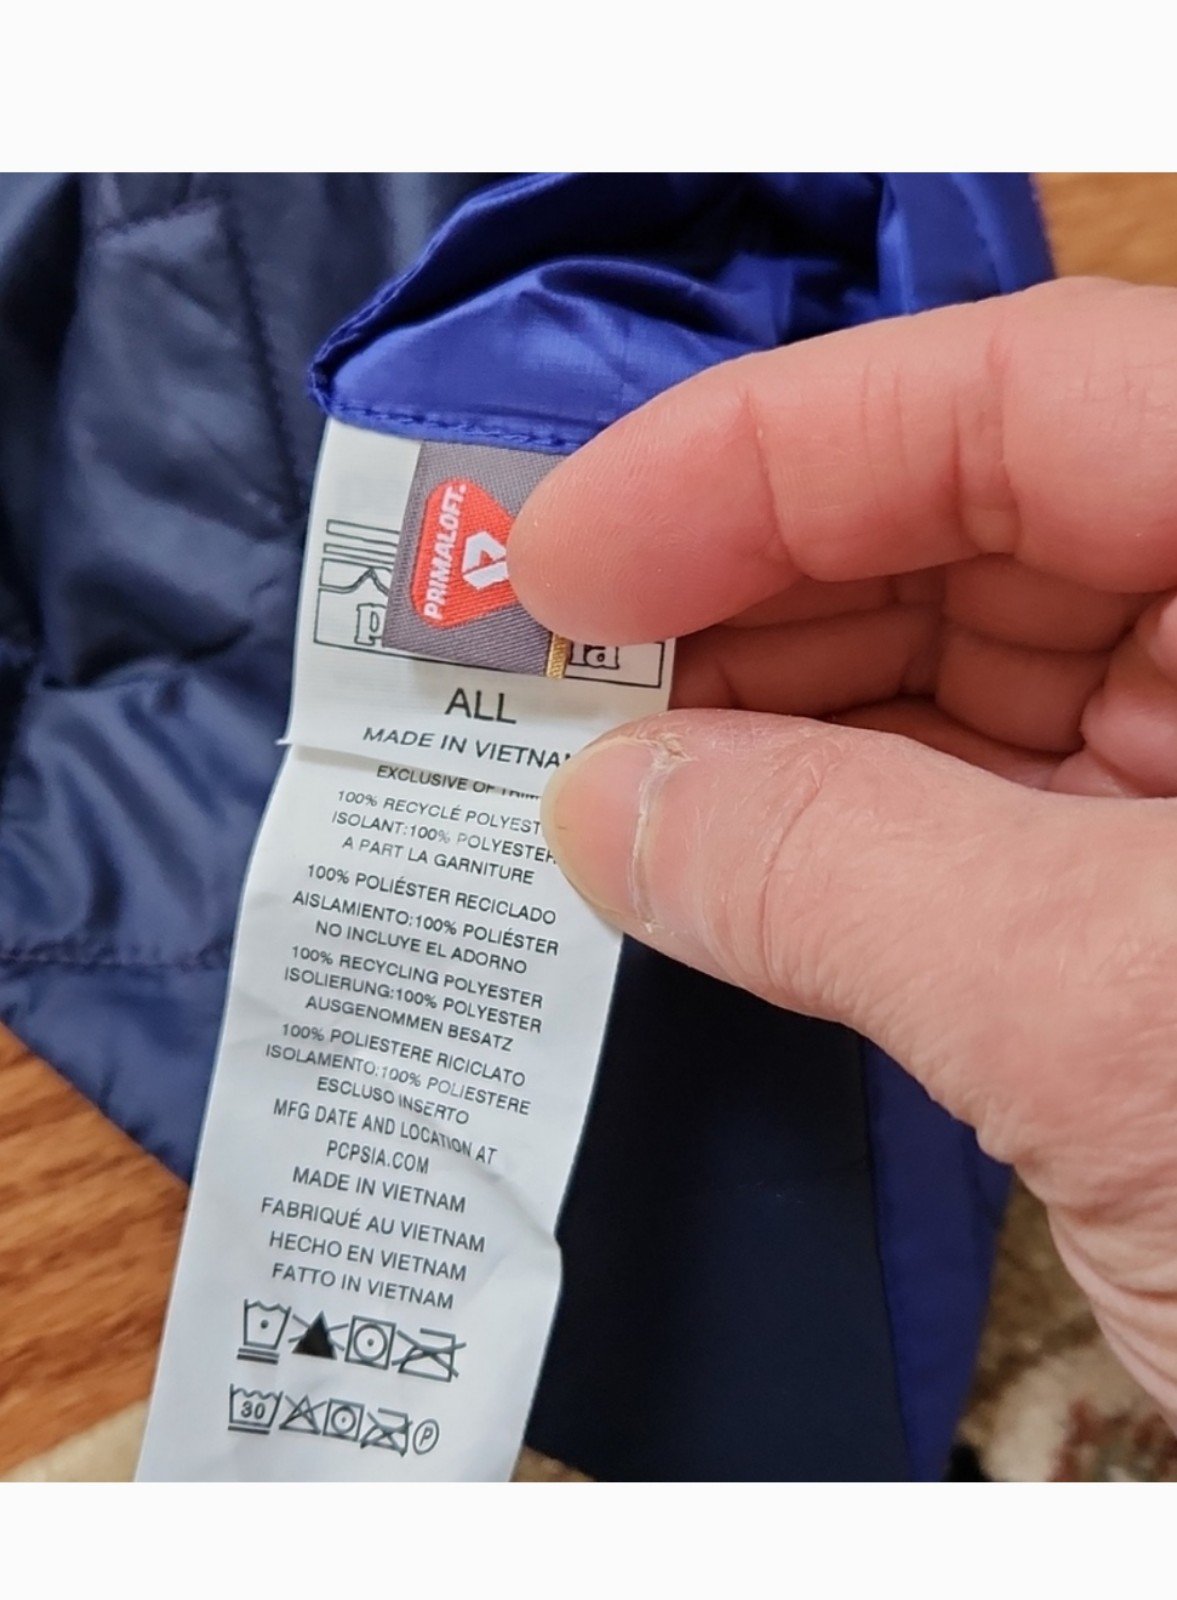 PRIMALOFT.
ALL
MADE IN
EXCLUSIVE OF
100% RECYCLÉ
ISOLANT:100%
A PART LA GARNITURE
100% POLIÉSTER RECICLADO
AISLAMIENTO:100% POLIÉSTER
NO INCLUYE EL ADORNO
100% RECYCLING POLYESTER
ISOLIERUNG:100% POLYESTER
AUSGENOMMEN BESATZ
100% POLIESTERE RICICLATO
ISOLAMENTO:100% POLIESTERE
ESCLUSO INSERTO
MFG DATE AND LOCATION AT
PCPSIA.COM
MADE IN VIETNAM
FABRIQUÉ AU VIETNAM
HECHO EN VIETNAM
FATTO IN VIETNAM
30 P